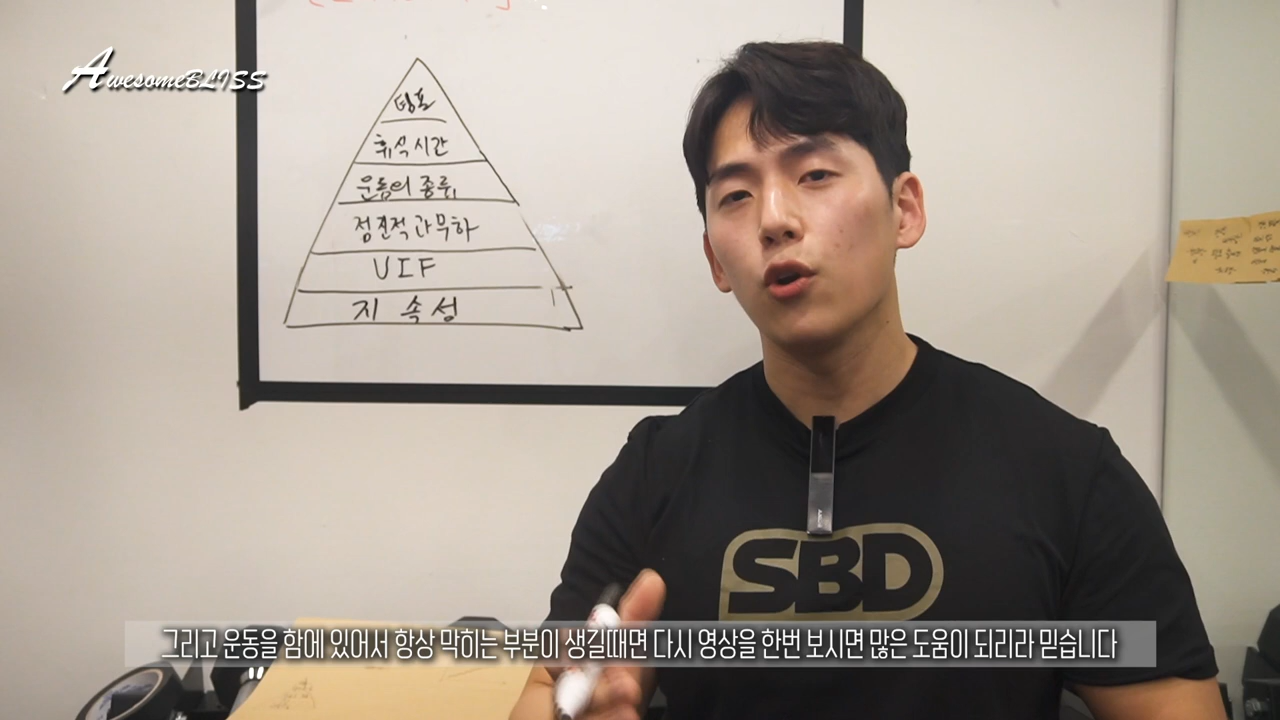 AwesomeBLISS
템포
휴식시간
운동의 종류
점진적과부하
VIF
지속성
SBD
그리고 운동을 함에 있어서 항상 막히는 부분이 생길때면 다시 영상을 한번 보시면 많은 도움이 되리라 믿습니다